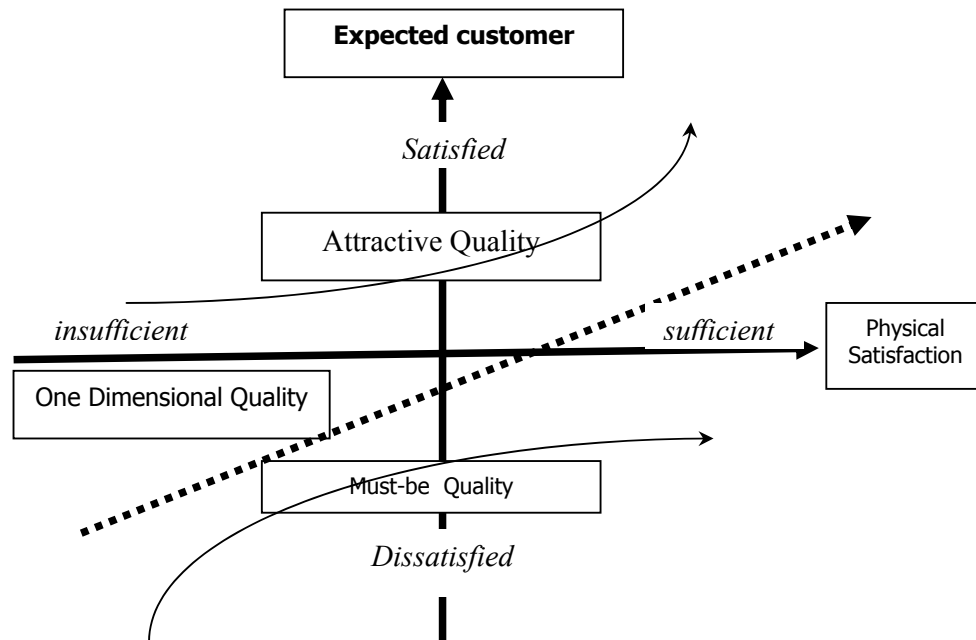 Expected customer
Satisfied
Attractive Quality
insufficient
sufficient
Physical
Satisfaction
One Dimensional Quality
Must-be Quality
Dissatisfied